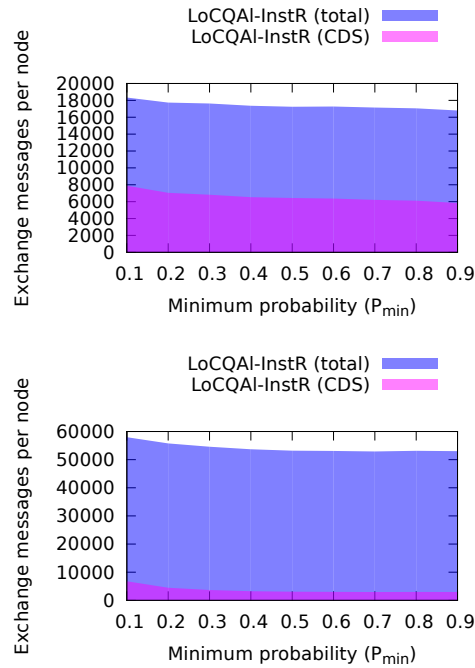 LoCQAI-InstR (total)
LoCQAI-InstR (CDS)
Exchange messages per node
20000
18000
16000
14000
12000
10000
8000
6000
4000
2000
0
0.1 0.2 0.3 0.4 0.5 0.6 0.7 0.8 0.9
Minimum probability (Pmin)
LoCQAI-InstR (total)
LoCQAI-InstR (CDS)
Exchange messages per node
60000
50000
40000
30000
20000
10000
0
0.1 0.2 0.3 0.4 0.5 0.6 0.7 0.8 0.9
Minimum probability (Pmin)